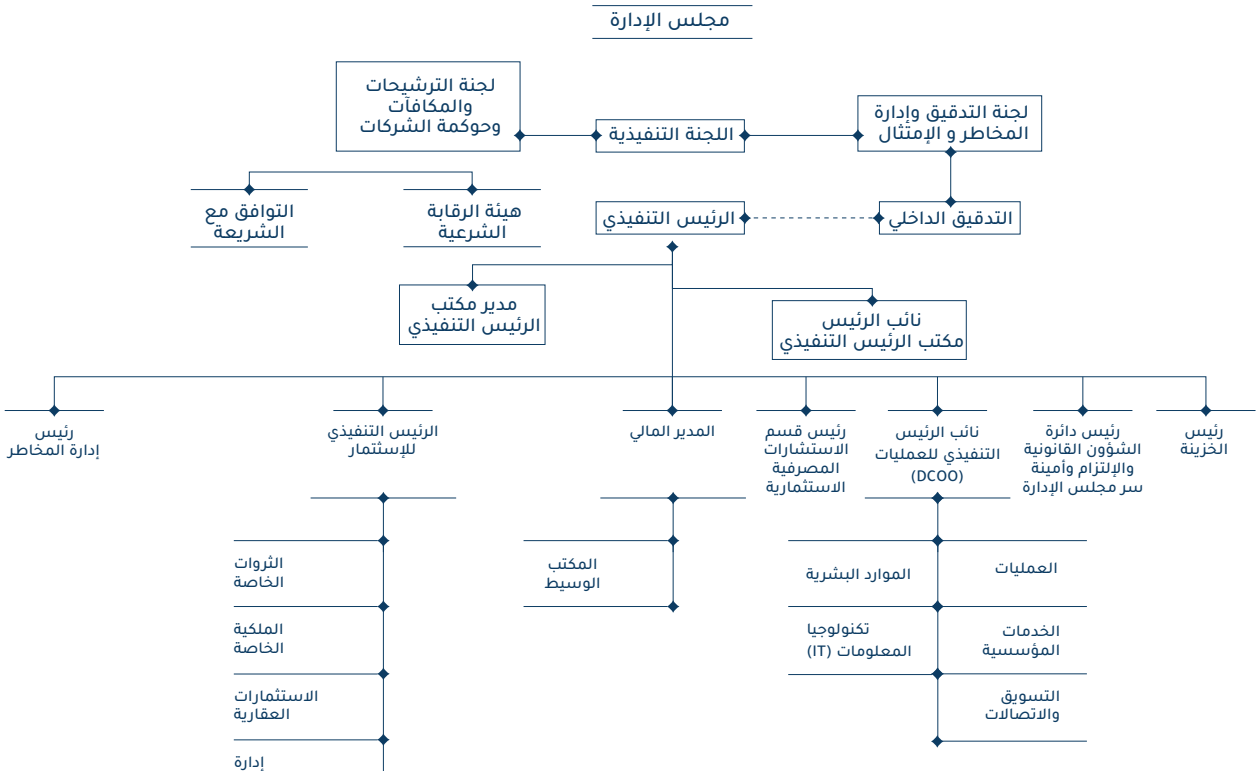 مجلس الإدارة
لجنة التدقيق وإدارة
المخاطر و الإمتثال
اللجنة التنفيذية
لجنة الترشيحات
والمكافآت
وحوكمة الشركات
التدقيق الداخلي
الرئيس التنفيذي
هيئة الرقابة
الشرعية
التوافق مع
الشريعة
نائب الرئيس
مكتب الرئيس التنفيذي
مدير مكتب
الرئيس التنفيذي
رئيس
الخزينة
رئيس دائرة
الشؤون القانونية
والإلتزام وأمينة
سر مجلس الإدارة
نائب الرئيس
التنفيذي للعمليات
(DCOO)
رئيس قسم
الاستشارات
المصرفية
الاستثمارية
المدير المالي
الرئيس التنفيذي
للإستثمار
رئيس
إدارة المخاطر
العمليات
الموارد البشرية
الخدمات
المؤسسية
تكنولوجيا
المعلومات (IT)
التسويق
والاتصالات
المكتب
الوسيط
الثروات
الخاصة
الملكية
الخاصة
الاستثمارات
العقارية
إدارة